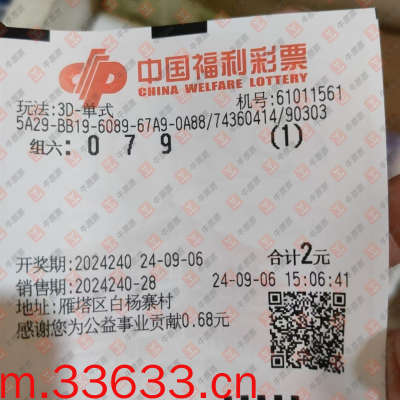 中国福利彩票
CHINA WELFARE LOTTERY
玩法:3D-单式 机号:61011561
5A29-BB19-6089-67A9-0A88/74360414/90303
组六: 0 7 9 (1)
开奖期:2024240 24-09-06 合计2元
销售期:2024240-28 24-09-06 15:06:41
地址:雁塔区白杨寨村
感谢您为公益事业贡献0.68元
m.33633.cn